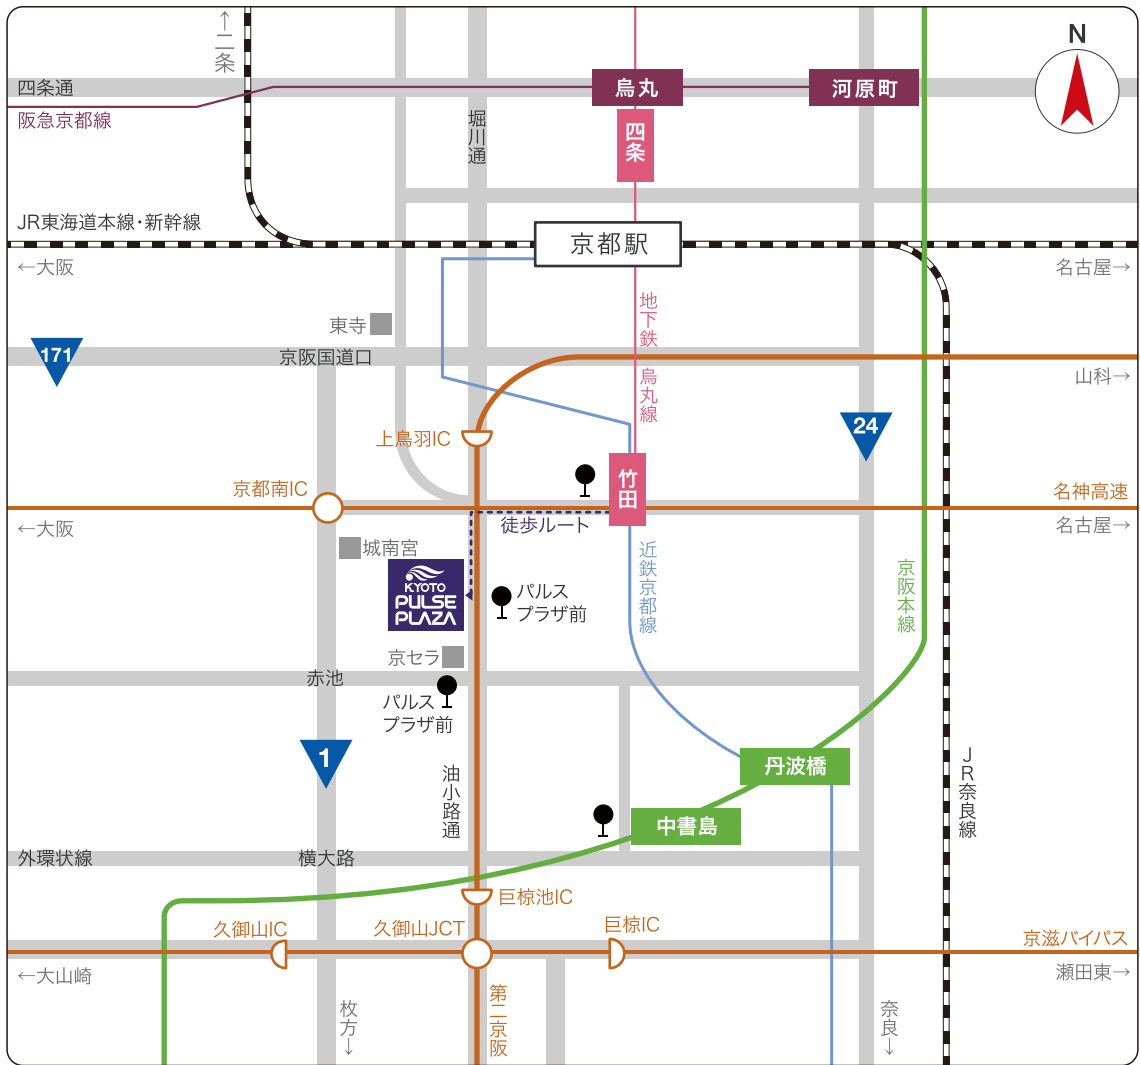 ↑二条
N
四条通
烏丸
河原町
阪急京都線
堀川通
四条
JR東海道本線・新幹線
京都駅
←大阪
名古屋→
地下鉄 烏丸線
東寺
171
京阪国道口
山科→
24
上鳥羽IC
竹田
京都南IC
名神高速
←大阪
徒歩ルート
名古屋→
城南宮
近鉄京都線
京阪本線
KYOTO
PULSE
PLAZA
パルス
プラザ前
京セラ
赤池
パルス
プラザ前
1
油小路通
丹波橋
JR奈良線
中書島
外環状線
横大路
巨椋池IC
久御山IC
久御山JCT
巨椋IC
京滋バイパス
←大山崎
瀬田東→
枚方→
第二京阪
奈良→